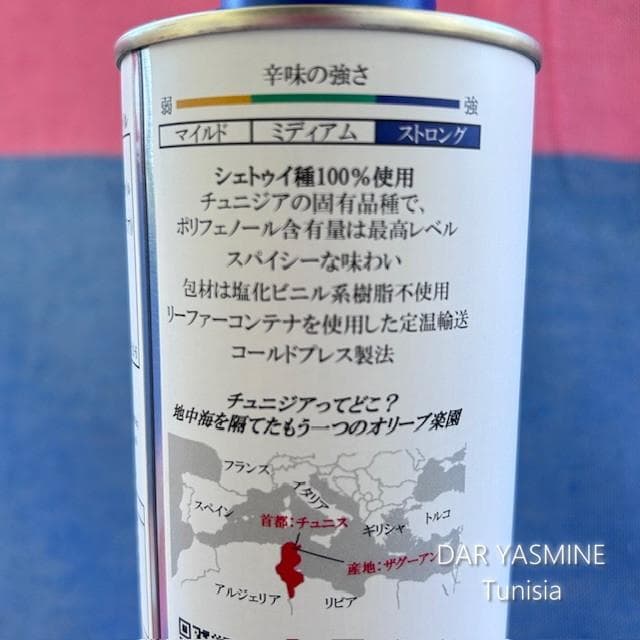 辛味の強さ
弱 強
マイルド ミディアム ストロング
シェトゥイ種100%使用
チュニジアの固有品種で、
ポリフェノール含有量は最高レベル
スパイシーな味わい
包材は塩化ビニル系樹脂不使用
リーファーコンテナを使用した定温輸送
コールドプレス製法
チュニジアってどこ？
地中海を隔てたもう一つのオリーブ楽園
フランス
イタリア
スペイン
首都：チュニス
ギリシャ
トルコ
産地：ザグーアン
アルジェリア
リビア
DAR YASMINE
Tunisia